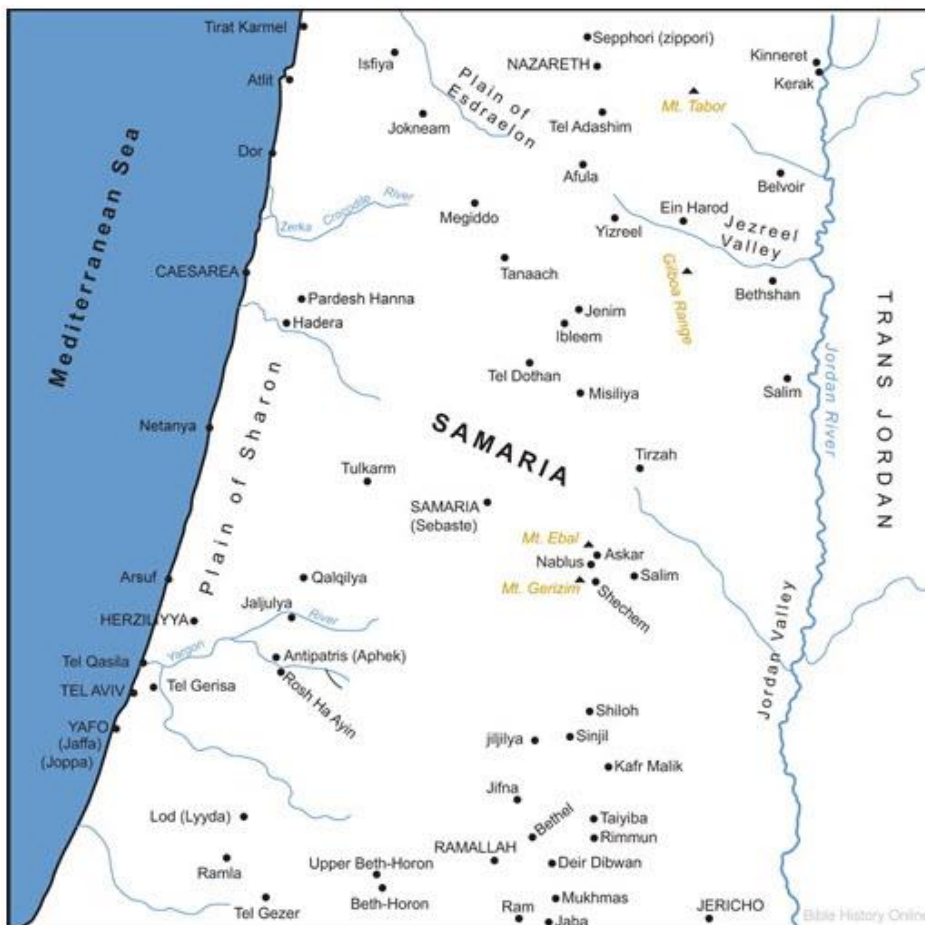 Tirat Karmel
Sepphori (zippori)
Isfiya
NAZARETH
Kinneret
Kerak
Atlit
Plain of
Esdraelon
Mt. Tabor
Jokneam
Tel Adashim
Dor
Afula
Belvoir
Mediterranean Sea
Zerka Crocodile River
Megiddo
Yizreel
Ein Harod
Jezreel
Valley
CAESAREA
Tanaach
Gilboa Range
Bethshan
Pardesh Hanna
Hadera
Jenim
Ibleem
TRANS JORDAN
Tel Dothan
Misiliya
Salim
Jordan River
Plain of Sharon
Netanya
SAMARIA
Tirzah
Tulkarm
SAMARIA
(Sebaste)
Mt. Ebal
Askar
Nablus
Arsuf
Qalqilya
Mt. Gerizim
Salim
Shechem
Jaljulya
HERZILIYYA
Yarqon River
Jordan Valley
Tel Qasila
Antipatris (Aphek)
Rosh Ha Ayin
TEL AVIV
Tel Gerisa
Shiloh
YAFO
(Jaffa)
(Joppa)
jiljilya
Sinjil
Kafr Malik
Jifna
Lod (Lyyda)
Bethel
Taiyiba
Rimmun
RAMALLAH
Deir Dibwan
Ramla
Upper Beth-Horon
Beth-Horon
Tel Gezer
Mukhmas
Ram
Jaba
JERICHO
Bible History Online